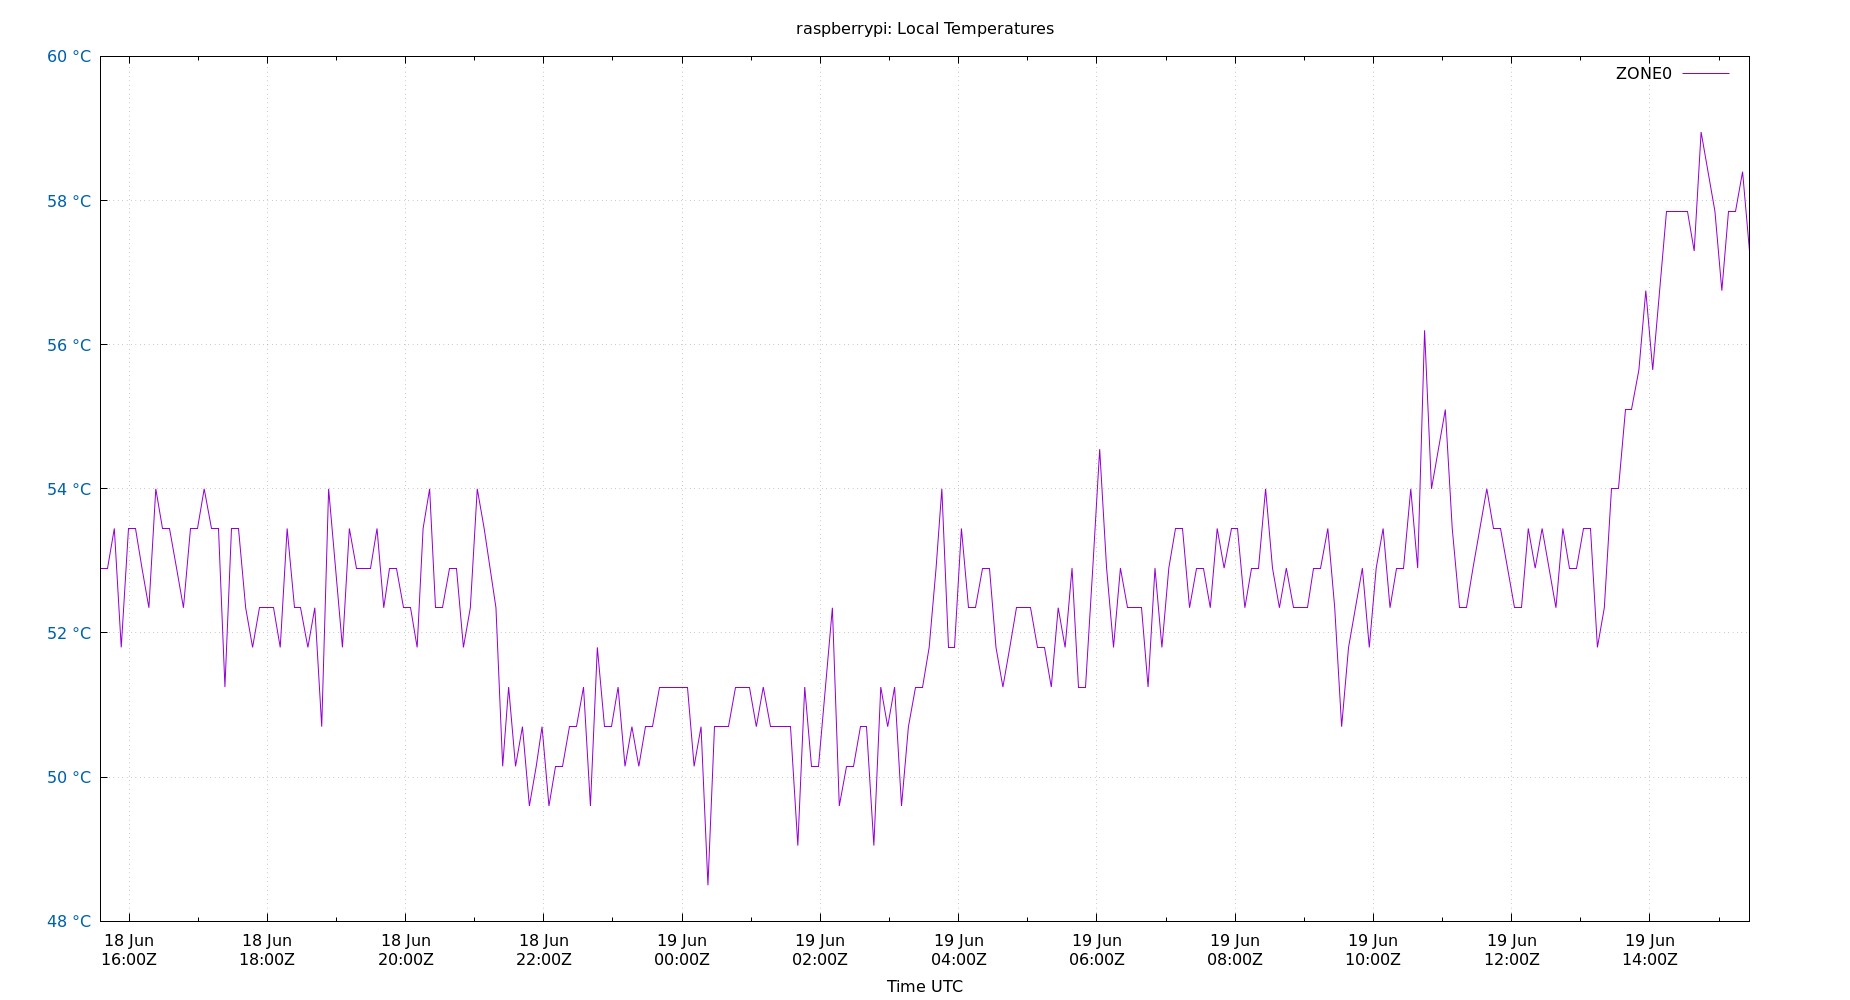 raspberrypi: Local Temperatures
60 °C
ZONE0
58 °C
56 °C
54 °C
52 °C
50 °C
48 °C
18 Jun 18 Jun 18 Jun 18 Jun 19 Jun 19 Jun 19 Jun 19 Jun 19 Jun 19 Jun 19 Jun 19 Jun
16:00Z 18:00Z 20:00Z 22:00Z 00:00Z 02:00Z 04:00Z 06:00Z 08:00Z 10:00Z 12:00Z 14:00Z
Time UTC